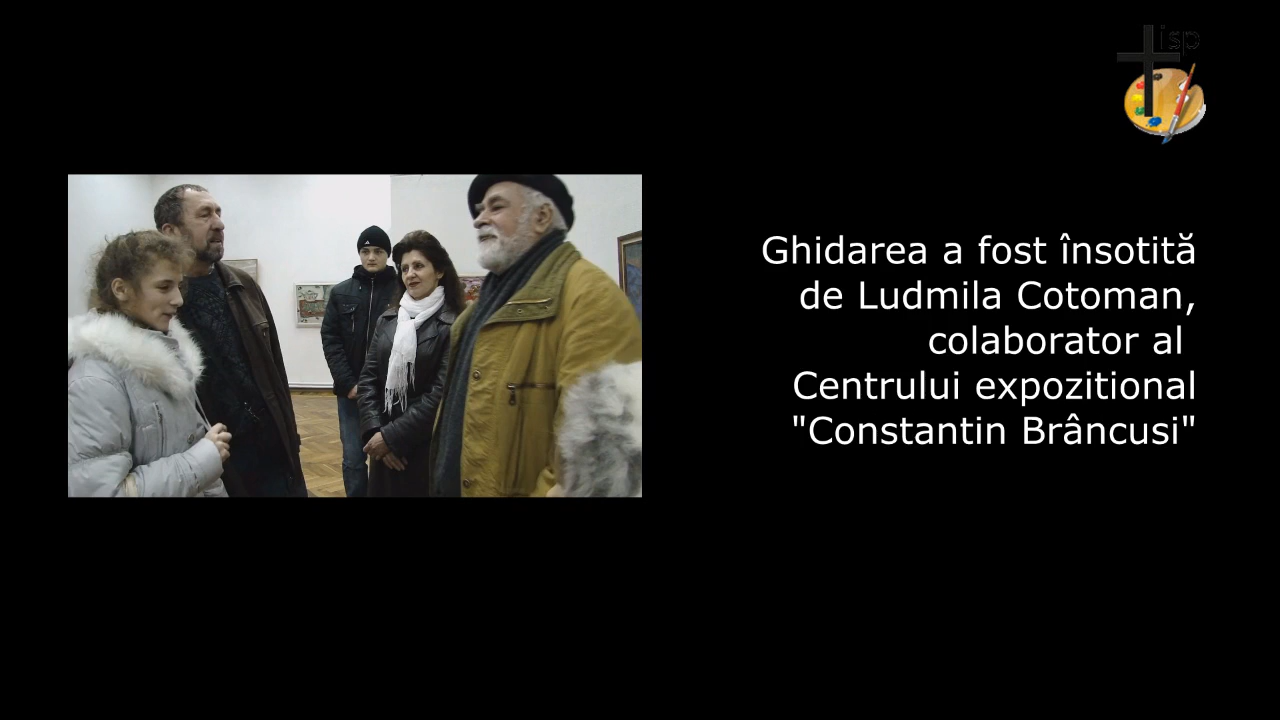 isp
Ghidarea a fost însotită
de Ludmila Cotoman,
colaborator al
Centrului expozitional
"Constantin Brâncusi"